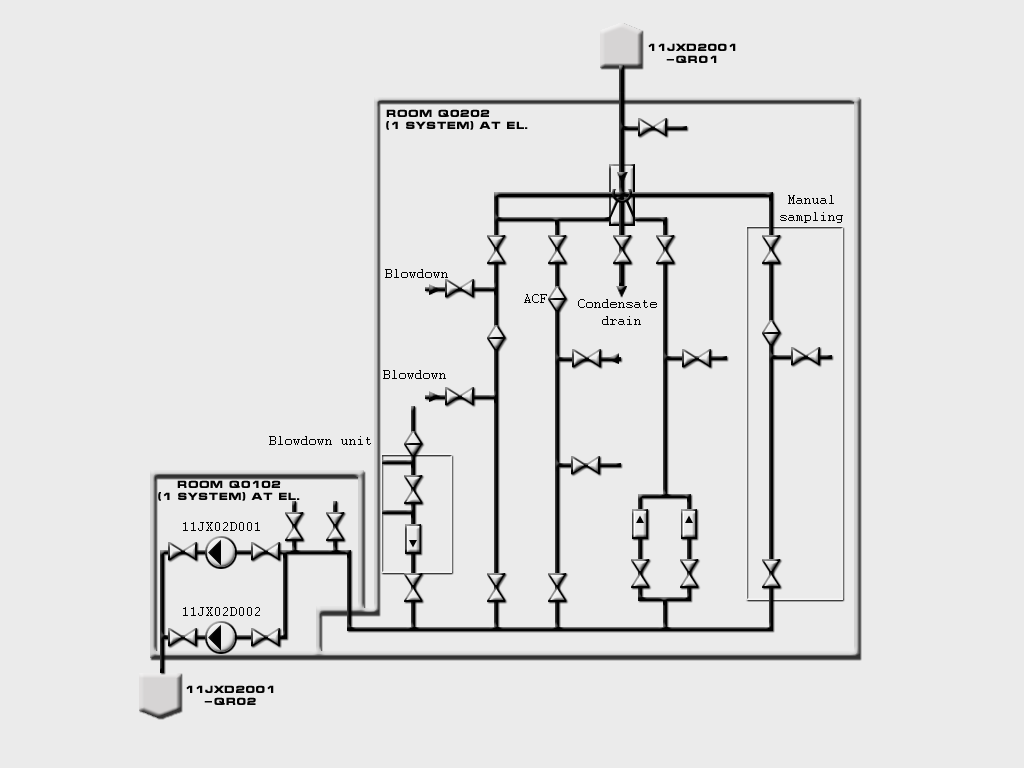 11JXD2001
-QR01
ROOM Q0202
(1 SYSTEM) AT EL.
Manual
sampling
Blowdown
ACF
Condensate
drain
Blowdown
Blowdown unit
ROOM Q0102
(1 SYSTEM) AT EL.
11JX02D001
11JX02D002
11JXD2001
-QR02